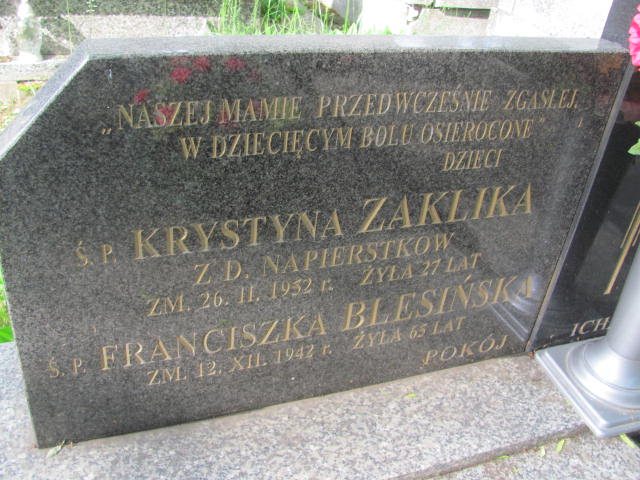 „NASZEJ MAMIE PRZEDWCZEŚNIE ZGASŁEJ,
W DZIECIĘCYM BÓLU OSIEROCONE"
DZIECI
Ś.P. KRYSTYNA ZAKLIKA
Z D. NAPIERSTKÓW
ZM. 26. II. 1952 r. ŻYŁA 27 LAT
Ś.P. FRANCISZKA BLESIŃSKA
ZM. 12. XII. 1942 r. ŻYŁA 63 LAT
POKÓJ
ICH